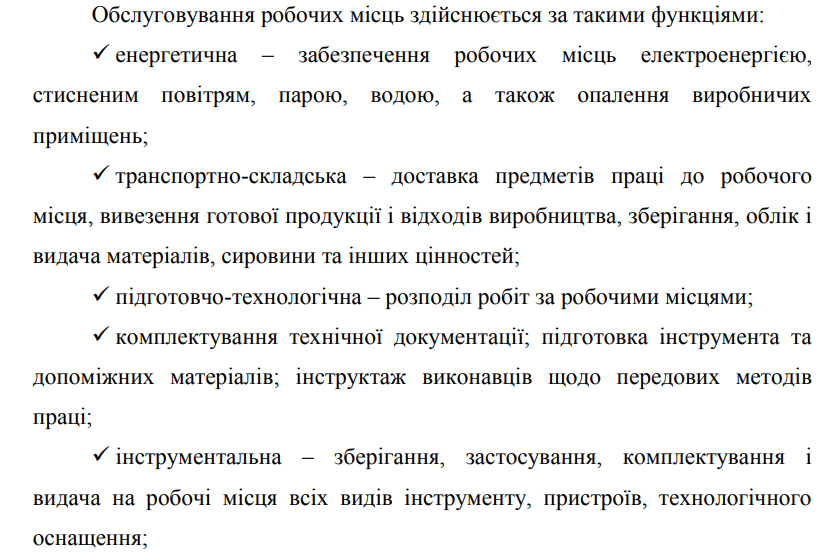 Обслуговування робочих місць здійснюється за такими функціями:
✓ енергетична – забезпечення робочих місць електроенергією,
стисненим повітрям, парою, водою, а також опалення виробничих
приміщень;
✓ транспортно-складська – доставка предметів праці до робочого
місця, вивезення готової продукції і відходів виробництва, зберігання, облік і
видача матеріалів, сировини та інших цінностей;
✓ підготовчо-технологічна – розподіл робіт за робочими місцями;
✓ комплектування технічної документації; підготовка інструмента та
допоміжних матеріалів; інструктаж виконавців щодо передових методів
праці;
✓ інструментальна – зберігання, застосування, комплектування і
видача на робочі місця всіх видів інструменту, пристроїв, технологічного
оснащення;